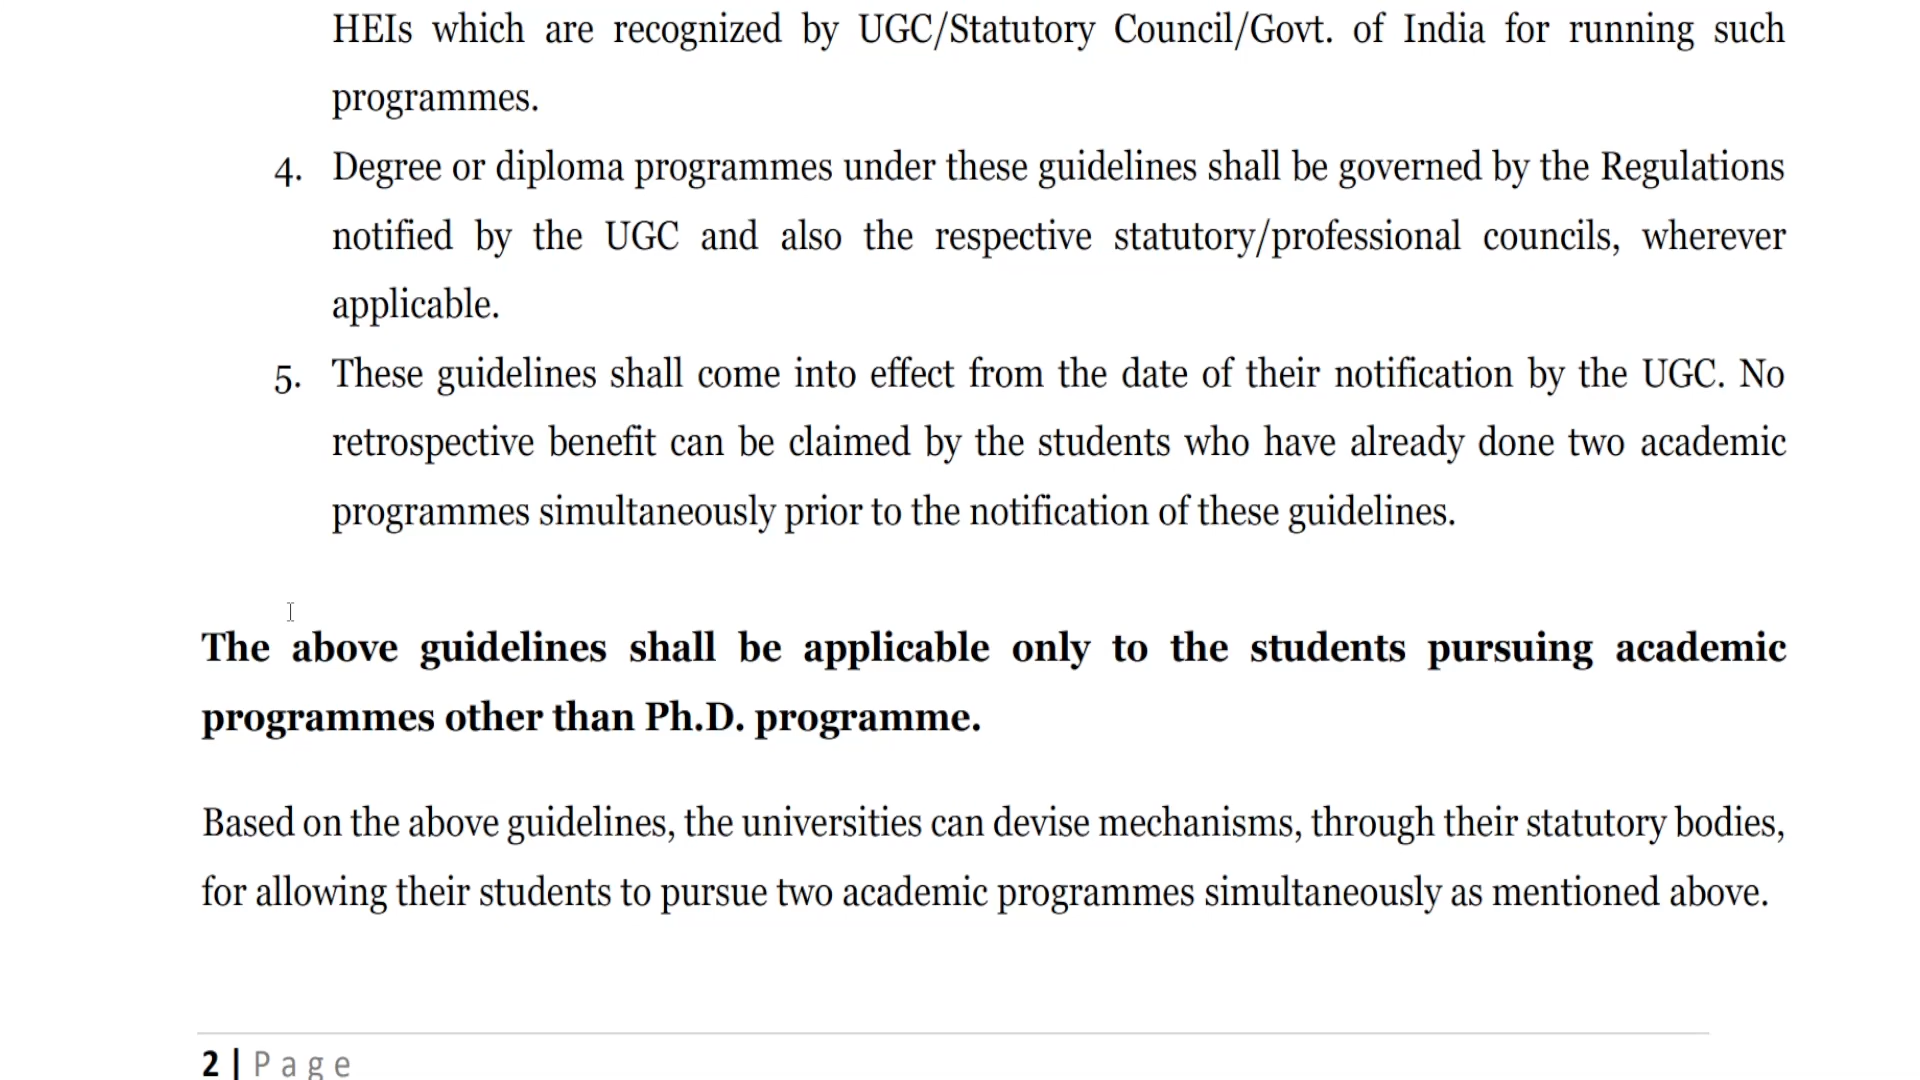 HEIs which are recognized by UGC/Statutory Council/Govt. of India for running such
programmes.
4. Degree or diploma programmes under these guidelines shall be governed by the Regulations
notified by the UGC and also the respective statutory/professional councils, wherever
applicable.
5. These guidelines shall come into effect from the date of their notification by the UGC. No
retrospective benefit can be claimed by the students who have already done two academic
programmes simultaneously prior to the notification of these guidelines.
The above guidelines shall be applicable only to the students pursuing academic
programmes other than Ph.D. programme.
Based on the above guidelines, the universities can devise mechanisms, through their statutory bodies,
for allowing their students to pursue two academic programmes simultaneously as mentioned above.
2 | Page